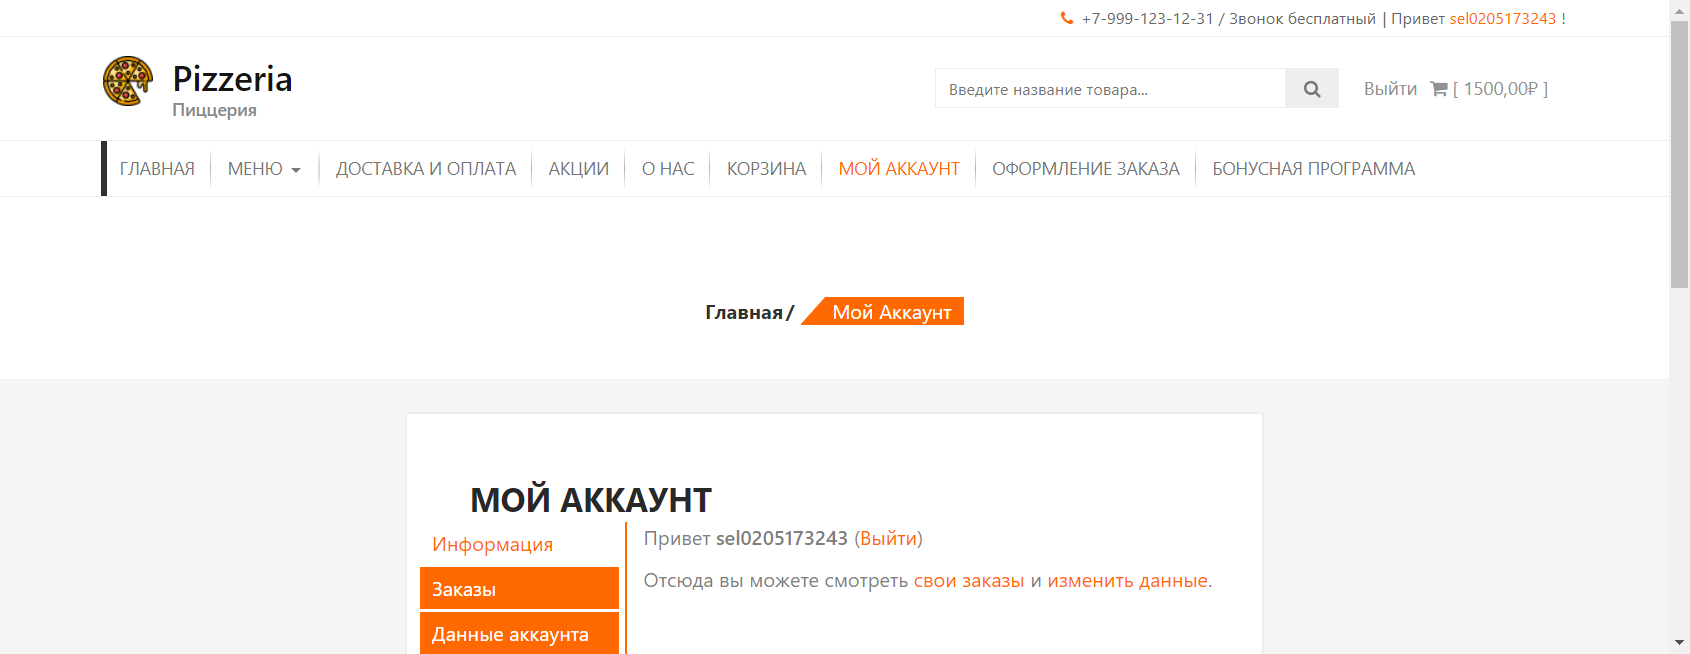 +7-999-123-12-31 / Звонок бесплатный | Привет sel0205173243 !
Pizzeria
Пиццерия
Введите название товара...
Выйти [ 1500,00₽ ]
ГЛАВНАЯ МЕНЮ ДОСТАВКА И ОПЛАТА АКЦИИ О НАС КОРЗИНА МОЙ АККАУНТ ОФОРМЛЕНИЕ ЗАКАЗА БОНУСНАЯ ПРОГРАММА
Главная / Мой Аккаунт
МОЙ АККАУНТ
Информация
Заказы
Данные аккаунта
Привет sel0205173243 (Выйти)
Отсюда вы можете смотреть свои заказы и изменить данные.